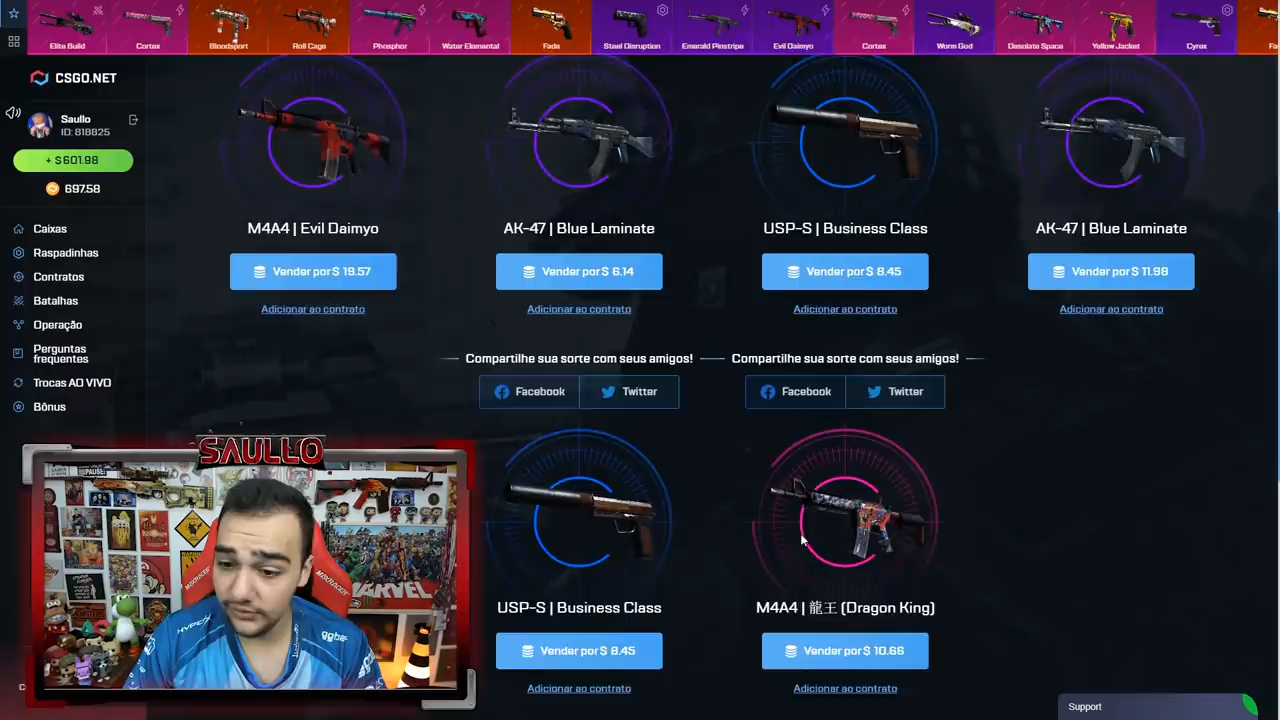 Elite Build
Cortex
Bloodsport
Roll Cage
Phosphor
Water Elemental
Fade
Steel Disruption
Emerald Pinstripe
Evil Daimyo
Cortex
Worm God
Desolate Space
Yellow Jacket
Cyrex
CSGO.NET
Saullo
ID: 818825
+ $601.98
697.58
Caixas
Raspadinhas
Contratos
Batalhas
Operação
Perguntas
frequentes
Trocas AO VIVO
Bônus
M4A4 | Evil Daimyo
Vender por $ 19.57
Adicionar ao contrato
AK-47 | Blue Laminate
Vender por $ 6.14
Adicionar ao contrato
USP-S | Business Class
Vender por $ 8.45
Adicionar ao contrato
AK-47 | Blue Laminate
Vender por $ 11.98
Adicionar ao contrato
Compartilhe sua sorte com seus amigos!
Facebook
Twitter
Compartilhe sua sorte com seus amigos!
Facebook
Twitter
USP-S | Business Class
Vender por $ 8.45
Adicionar ao contrato
M4A4 | 龍王 (Dragon King)
Vender por $ 10.66
Adicionar ao contrato
SAULLO
MARVEL
HYPEX
ggbet
MAXRACER
MAXRACER
Support